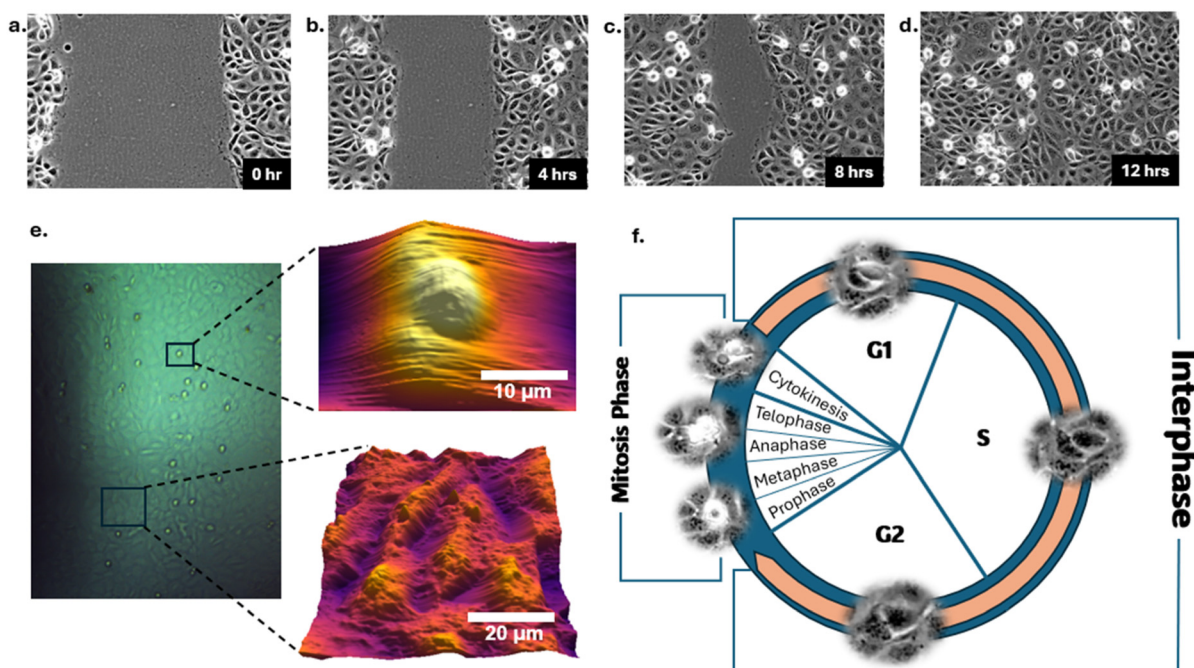 a.
0 hr
b.
4 hrs
c.
8 hrs
d.
12 hrs
e.
10 µm
20 µm
f.
Mitosis Phase
G1
Cytokinesis
Telophase
Anaphase
Metaphase
Prophase
S
G2
Interphase